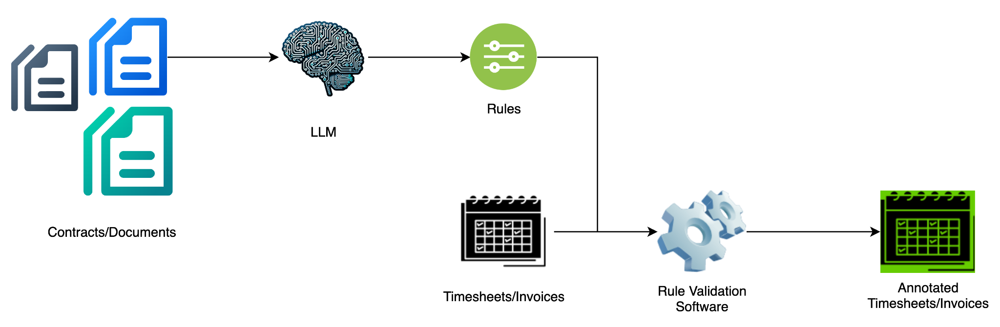 Contracts/Documents
LLM
Rules
Timesheets/Invoices
Rule Validation
Software
Annotated
Timesheets/Invoices